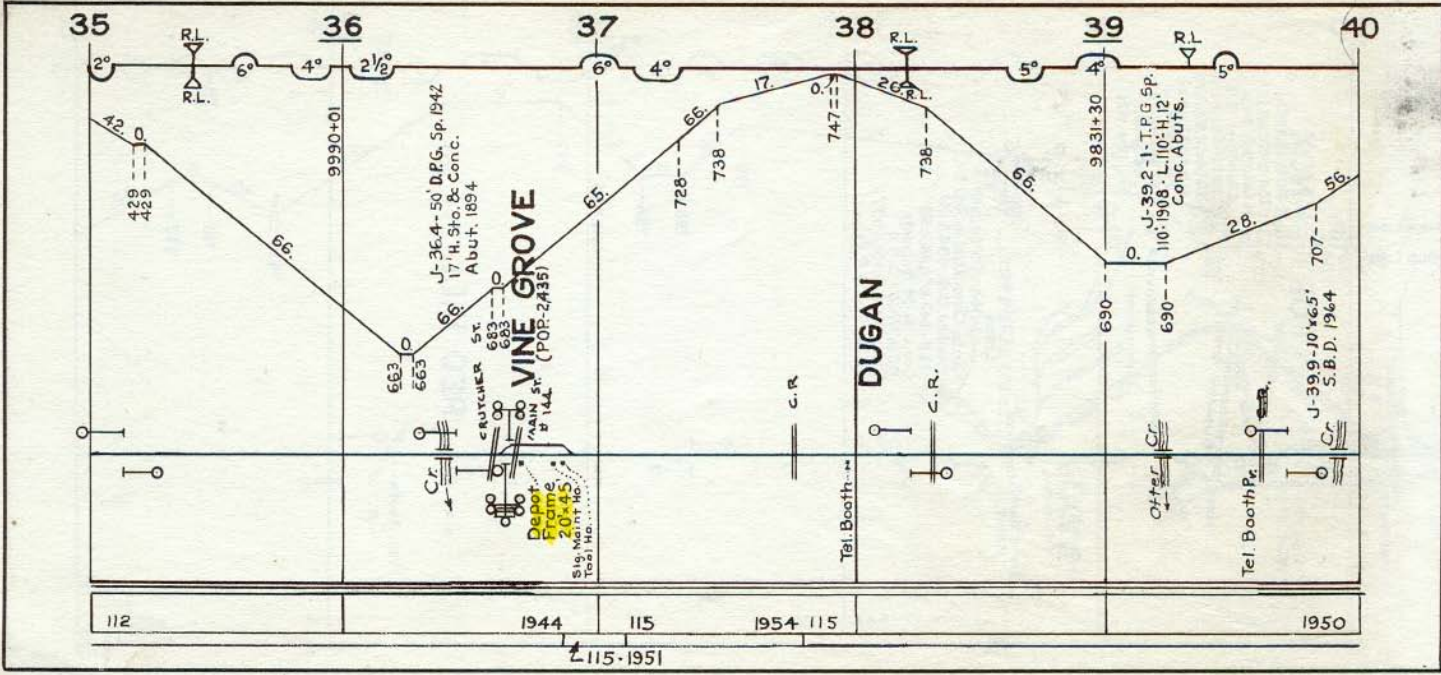 35 36 37 38 39 40
R.L. R.L. R.L.
2° 6° 4° 2½° 6° 4° 5° 4° 5°
R.L. R.L.
42. 0. 66. 0. 66. 0. 65. 66. 17. 0. 26. 66. 0. 28. 56.
429
429
9990+01
663
663
683
683
728
738
747
738
9831+30
690
690
707
J-36.4-50' D.P.G. Sp. 1942
17' H. Sto. & Conc.
Abut. 1894
VINE GROVE
(POP.-2,435)
DUGAN
J-39.2-1-T.P.G. Sp.
110'-1908-L.110'-H.12'
Conc. Abuts.
J-39.9-10'x65'
S.B.D. 1964
CRUTCHER ST.
MAIN ST.
# 144
C.R
C.R.
Cr.
Otter Cr.
Cr.
Depot
Frame
20'x45
Sig. Maint Ho.
Tool Ho.
Tel. Booth
Tel. Booth Pr.
112 1944 115 1954 115 1950
115-1951